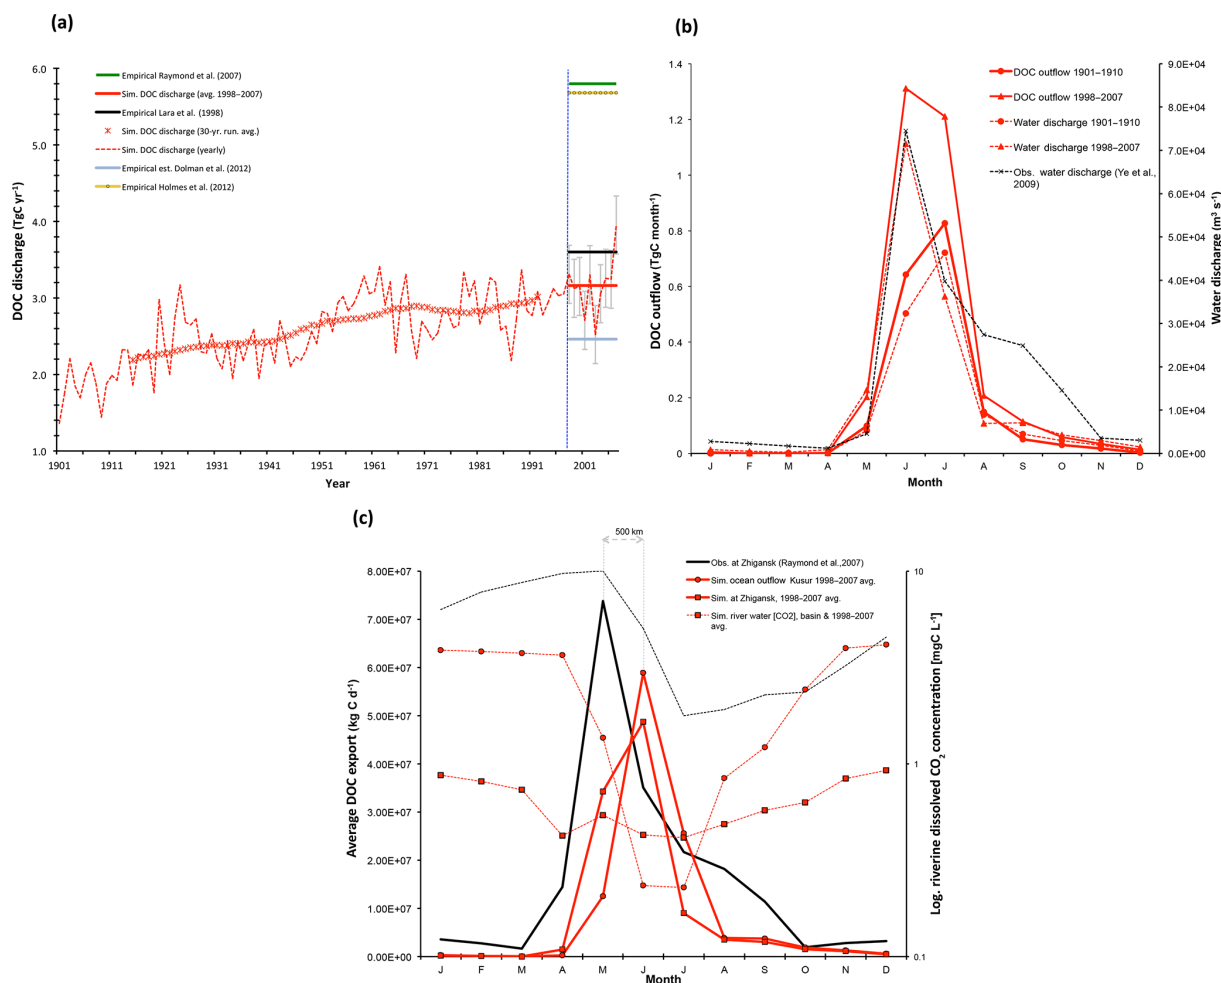 (a)
6.0
5.0
4.0
3.0
2.0
1.0
DOC discharge (TgC yr⁻¹)
Empirical Raymond et al. (2007)
Sim. DOC discharge (avg. 1998–2007)
Empirical Lara et al. (1998)
Sim. DOC discharge (30-yr. run. avg.)
Sim. DOC discharge (yearly)
Empirical est. Dolman et al. (2012)
Empirical Holmes et al. (2012)
1901 1911 1921 1931 1941 1951 1961 1971 1981 1991 2001
Year
(b)
1.4
1.2
1
0.8
0.6
0.4
0.2
0
DOC outflow (TgC month⁻¹)
DOC outflow 1901–1910
DOC outflow 1998–2007
Water discharge 1901–1910
Water discharge 1998–2007
Obs. water discharge (Ye et al.,
2009)
9.0E+04
8.0E+04
7.0E+04
6.0E+04
5.0E+04
4.0E+04
3.0E+04
2.0E+04
1.0E+04
0.0E+00
Water discharge (m³ s⁻¹)
J F M A M J J A S O N D
Month
(c)
500 km
8.00E+07
7.00E+07
6.00E+07
5.00E+07
4.00E+07
3.00E+07
2.00E+07
1.00E+07
0.00E+00
Average DOC export (kg C d⁻¹)
Obs. at Zhigansk (Raymond et al.,2007)
Sim. ocean outflow Kusur 1998–2007 avg.
Sim. at Zhigansk, 1998–2007 avg.
Sim. river water [CO2], basin & 1998–2007
avg.
10
1
0.1
Log. riverine dissolved CO₂ concentration [mgC L⁻¹]
J F M A M J J A S O N D
Month